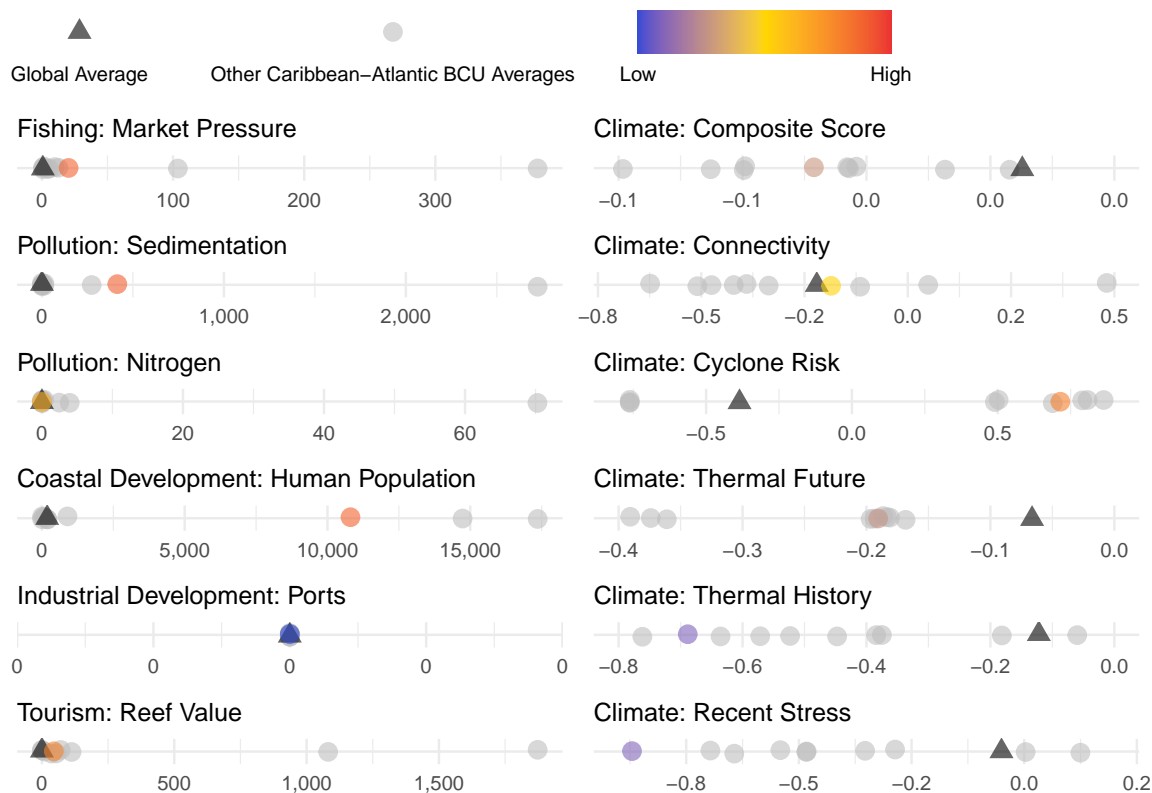 Global Average
Other Caribbean−Atlantic BCU Averages
Low
High
Fishing: Market Pressure
0 100 200 300
Climate: Composite Score
−0.1 −0.1 0.0 0.0 0.0
Pollution: Sedimentation
0 1,000 2,000
Climate: Connectivity
−0.8 −0.5 −0.2 0.0 0.2 0.5
Pollution: Nitrogen
0 20 40 60
Climate: Cyclone Risk
−0.5 0.0 0.5
Coastal Development: Human Population
0 5,000 10,000 15,000
Climate: Thermal Future
−0.4 −0.3 −0.2 −0.1 0.0
Industrial Development: Ports
0 0 0 0 0
Climate: Thermal History
−0.8 −0.6 −0.4 −0.2 0.0
Tourism: Reef Value
0 500 1,000 1,500
Climate: Recent Stress
−0.8 −0.5 −0.2 0.0 0.2